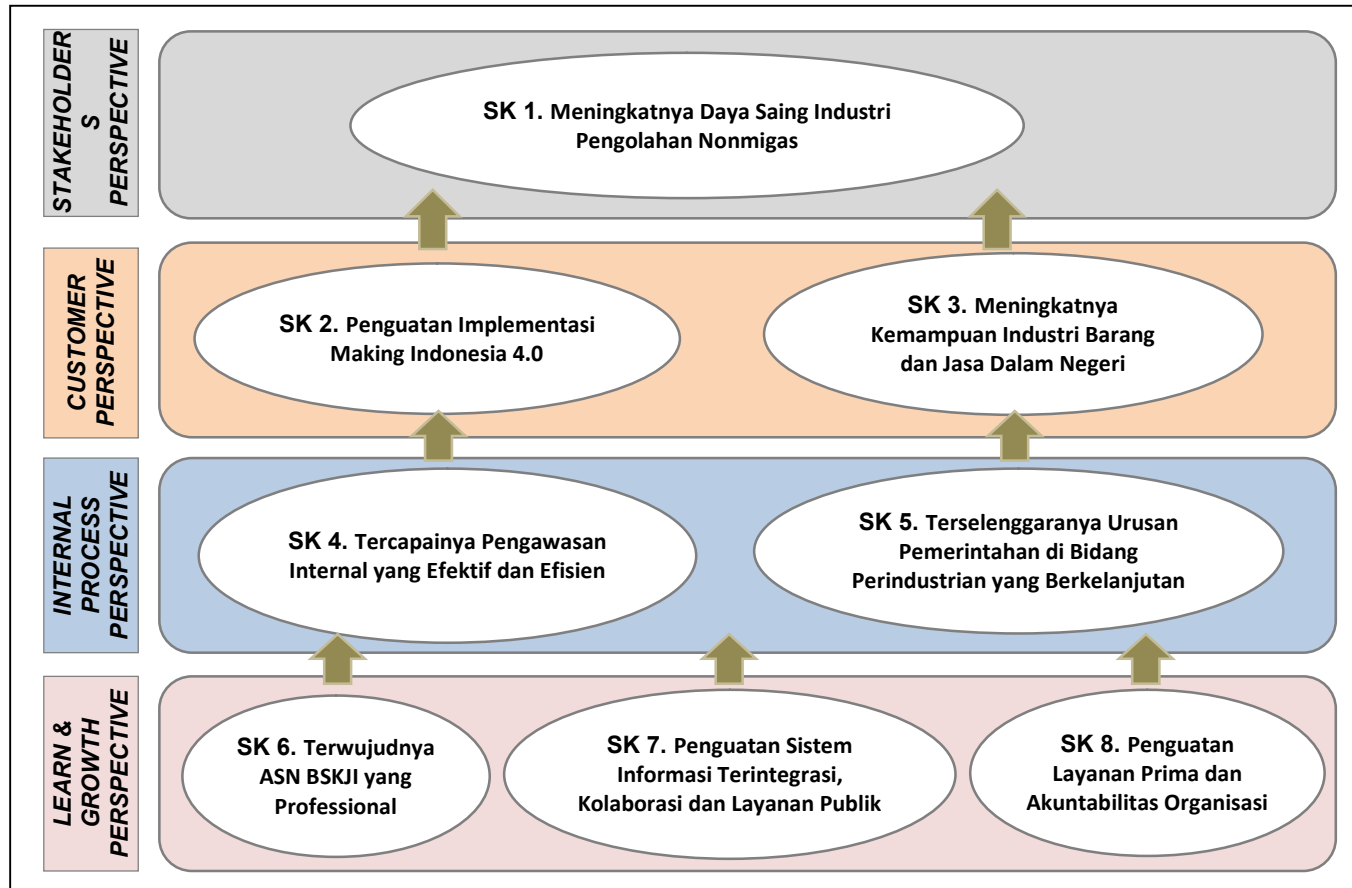 STAKEHOLDER
S
PERSPECTIVE
SK 1. Meningkatnya Daya Saing Industri
Pengolahan Nonmigas
CUSTOMER
PERSPECTIVE
SK 2. Penguatan Implementasi
Making Indonesia 4.0
SK 3. Meningkatnya
Kemampuan Industri Barang
dan Jasa Dalam Negeri
INTERNAL
PROCESS
PERSPECTIVE
SK 4. Tercapainya Pengawasan
Internal yang Efektif dan Efisien
SK 5. Terselenggaranya Urusan
Pemerintahan di Bidang
Perindustrian yang Berkelanjutan
LEARN &
GROWTH
PERSPECTIVE
SK 6. Terwujudnya
ASN BSKJI yang
Professional
SK 7. Penguatan Sistem
Informasi Terintegrasi,
Kolaborasi dan Layanan Publik
SK 8. Penguatan
Layanan Prima dan
Akuntabilitas Organisasi